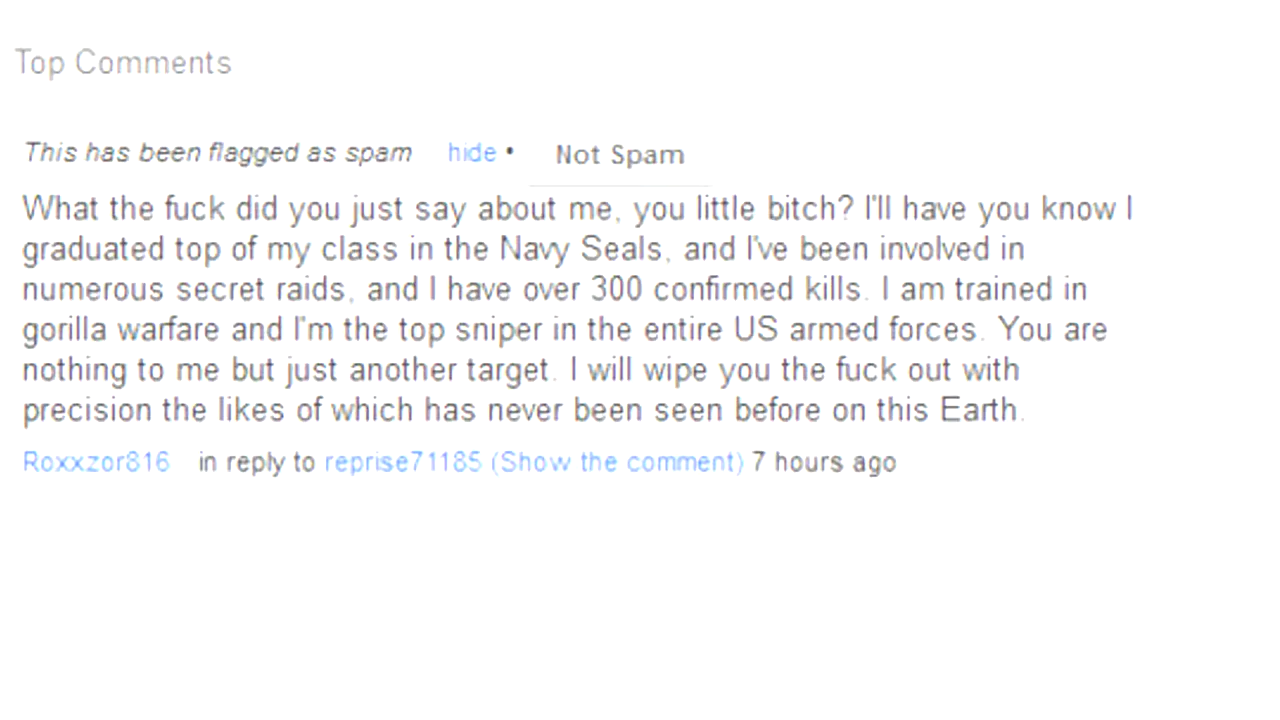 Top Comments
This has been flagged as spam hide • Not Spam
What the fuck did you just say about me, you little bitch? I'll have you know I
graduated top of my class in the Navy Seals, and I've been involved in
numerous secret raids, and I have over 300 confirmed kills. I am trained in
gorilla warfare and I'm the top sniper in the entire US armed forces. You are
nothing to me but just another target. I will wipe you the fuck out with
precision the likes of which has never been seen before on this Earth.
Roxxzor816 in reply to reprise71185 (Show the comment) 7 hours ago